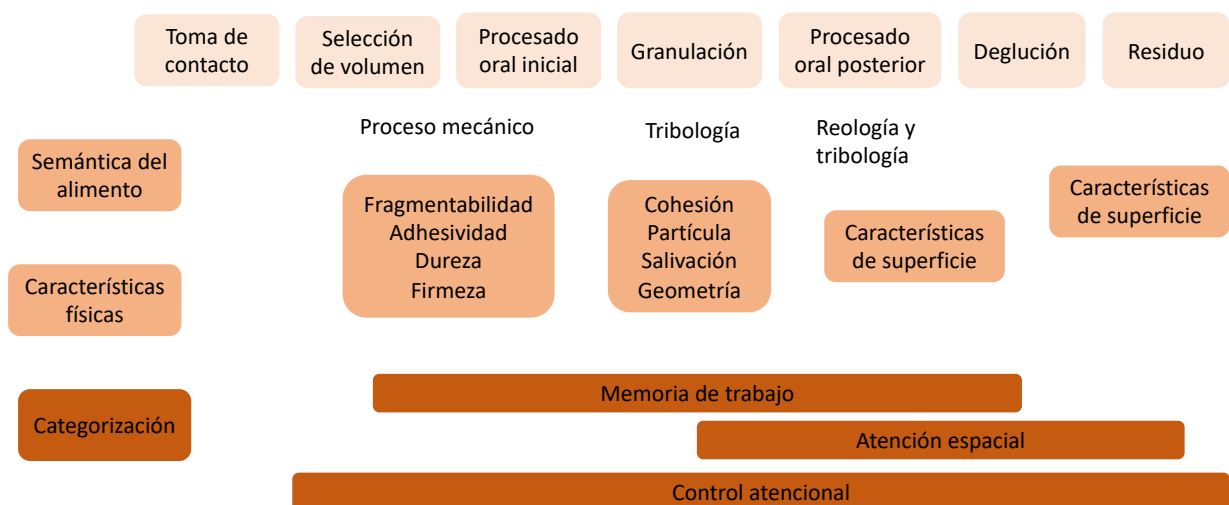 Toma de
contacto
Selección
de volumen
Procesado
oral inicial
Granulación
Procesado
oral posterior
Deglución
Residuo
Proceso mecánico
Tribología
Reología y
tribología
Semántica del
alimento
Fragmentabilidad
Adhesividad
Dureza
Firmeza
Cohesión
Partícula
Salivación
Geometría
Características
de superficie
Características
de superficie
Características
físicas
Memoria de trabajo
Categorización
Atención espacial
Control atencional